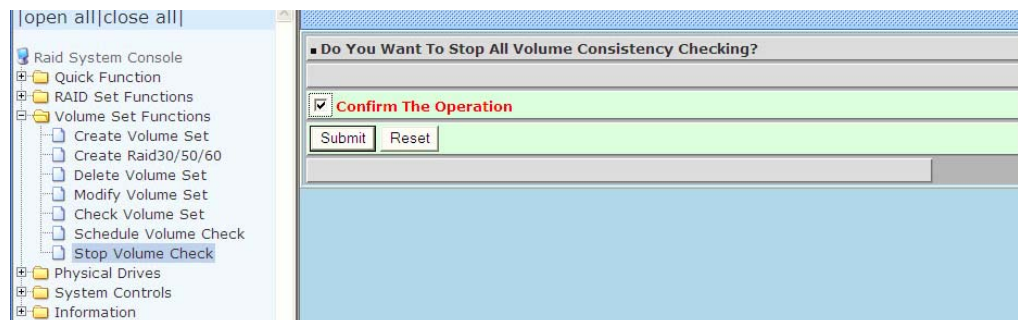 |open all|close all|
Raid System Console
Quick Function
RAID Set Functions
Volume Set Functions
Create Volume Set
Create Raid30/50/60
Delete Volume Set
Modify Volume Set
Check Volume Set
Schedule Volume Check
Stop Volume Check
Physical Drives
System Controls
Information
Do You Want To Stop All Volume Consistency Checking?
Confirm The Operation
Submit Reset